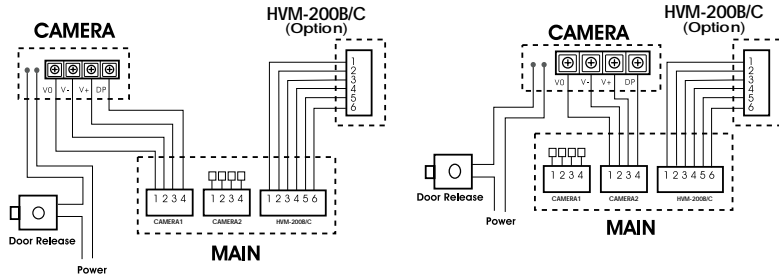 HVM-200B/C
(Option)
CAMERA
V0 V- V+ DP
1
2
3
4
5
6
1 2 3 4
CAMERA1
1 2 3 4
CAMERA2
1 2 3 4 5 6
HVM-200B/C
Door Release
MAIN
Power
HVM-200B/C
(Option)
CAMERA
V0 V- V+ DP
1
2
3
4
5
6
1 2 3 4
CAMERA1
1 2 3 4
CAMERA2
1 2 3 4 5 6
HVM-200B/C
Door Release
Power
MAIN